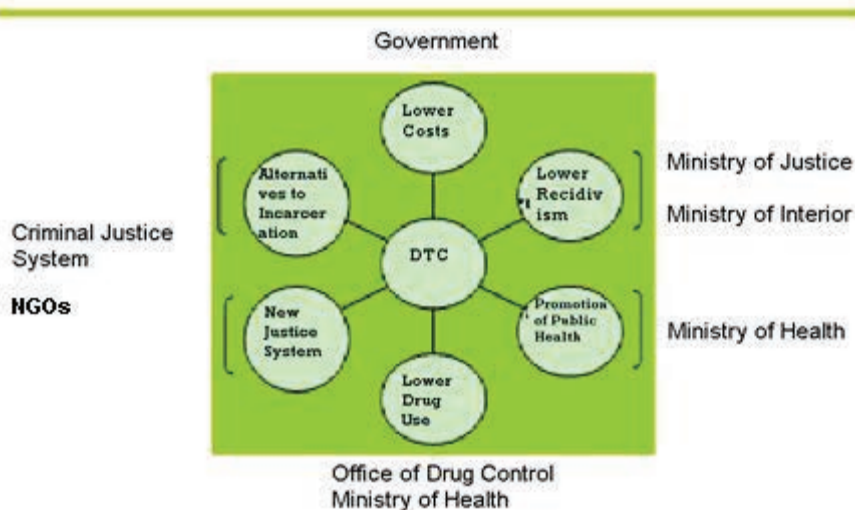 Government
Lower
Costs
Alternati
ves to
Incarcer
ation
Lower
Recidiv
ism
Ministry of Justice
Ministry of Interior
Criminal Justice
System
NGOs
DTC
New
Justice
System
Promotion
of Public
Health
Ministry of Health
Lower
Drug
Use
Office of Drug Control
Ministry of Health